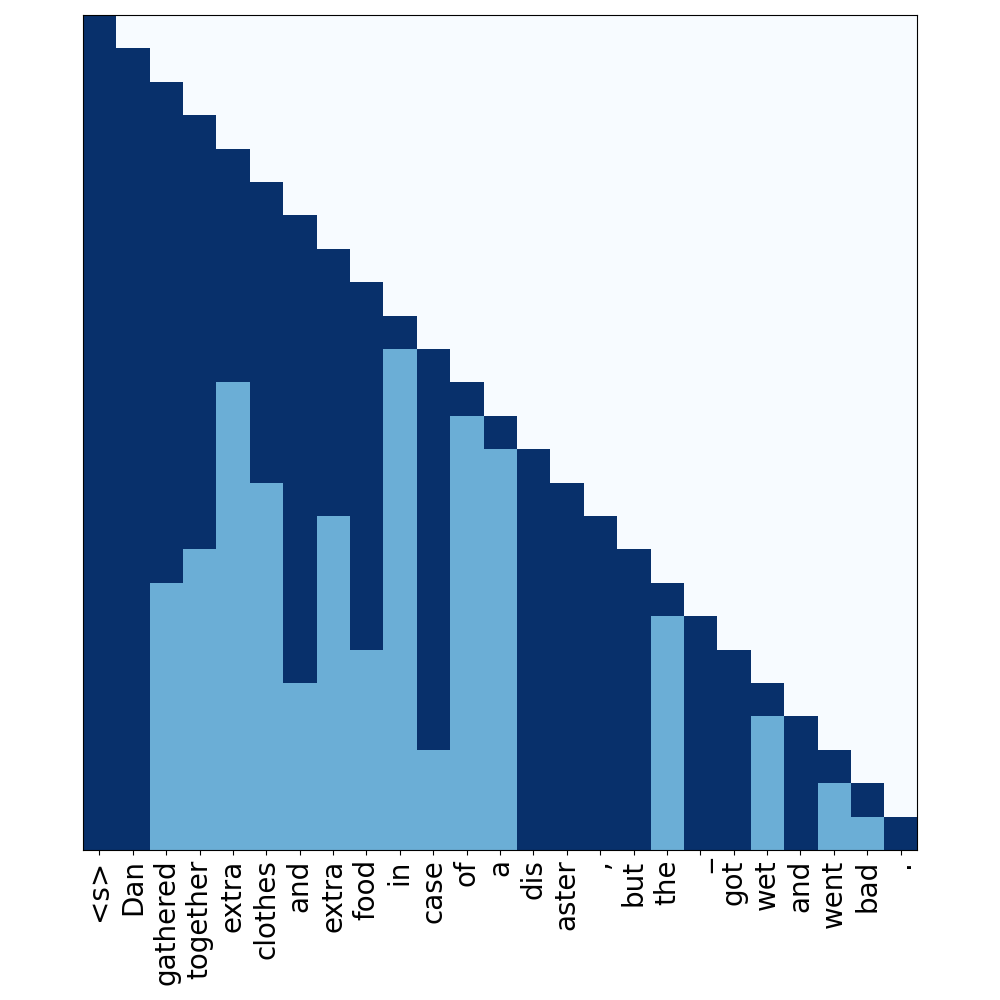 <s> Dan gathered together extra clothes and extra food in case of a dis aster , but the _ got wet and went bad .